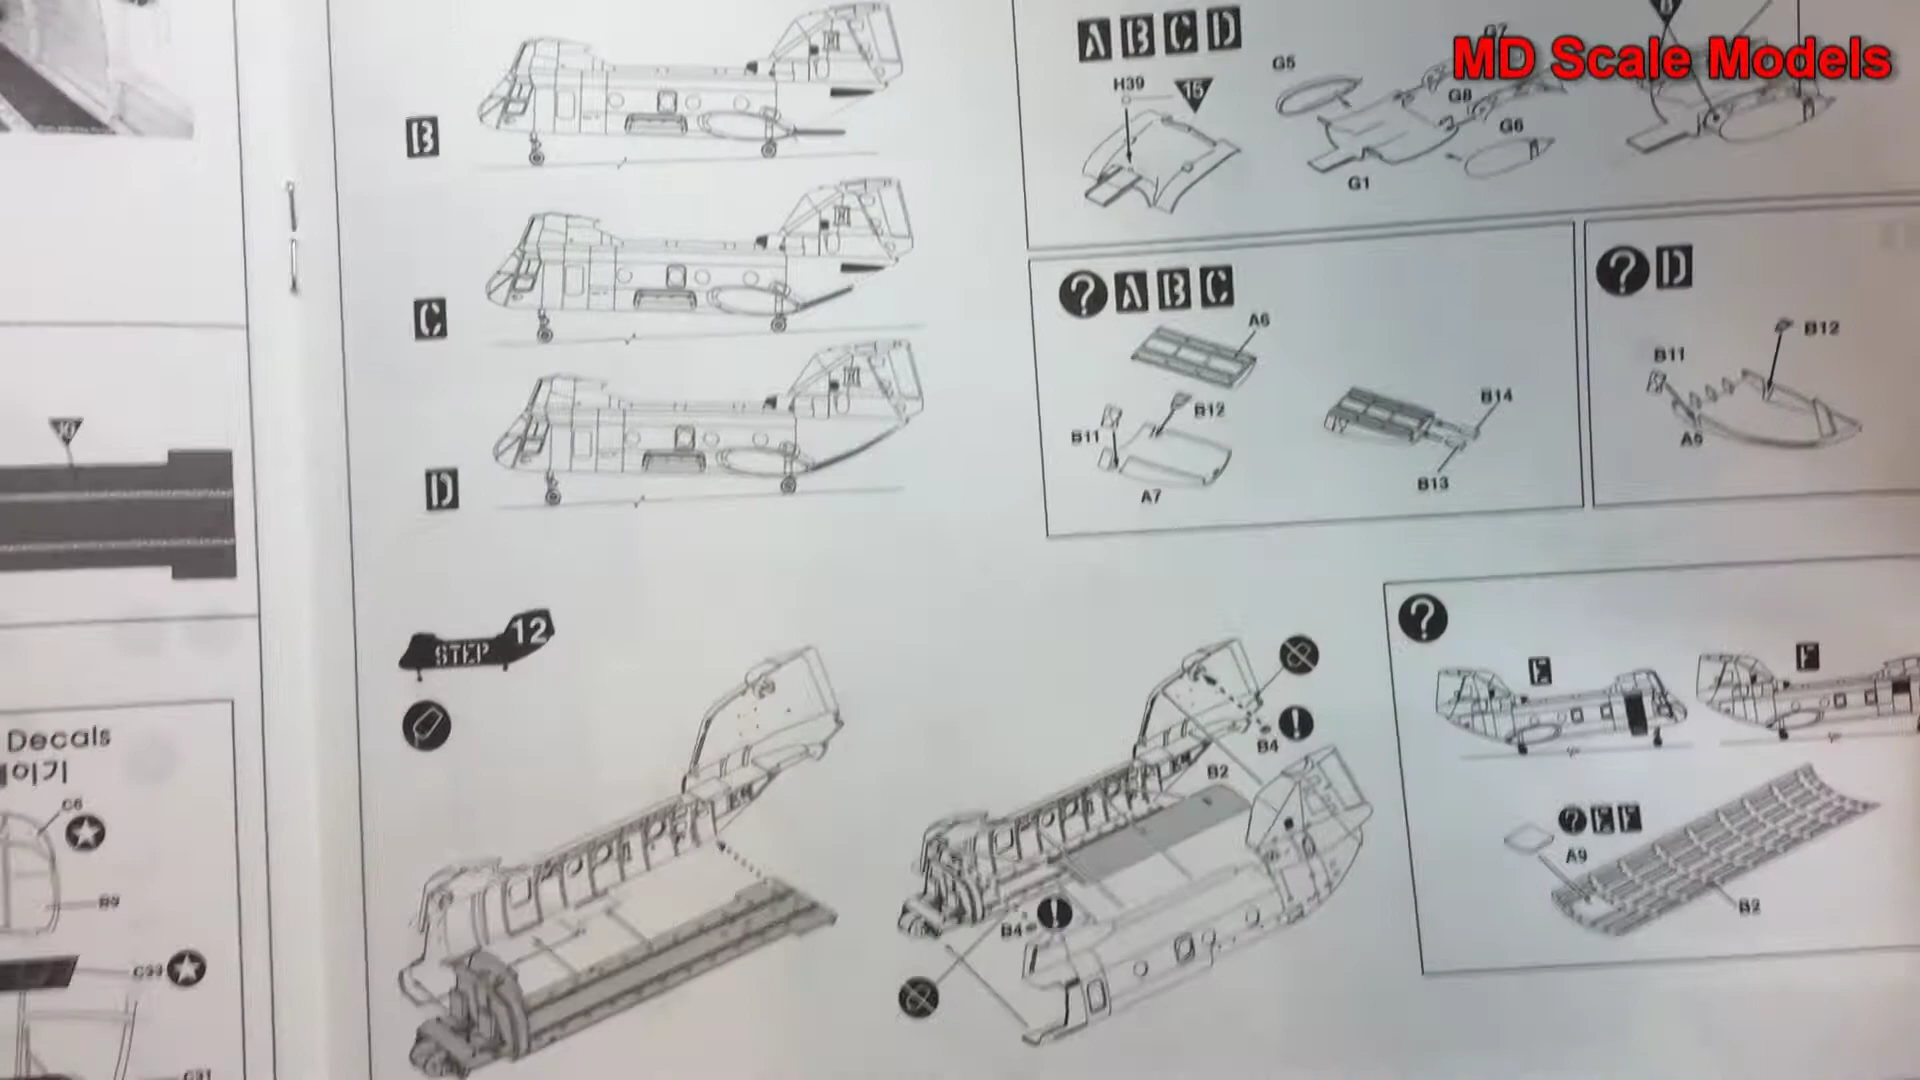 MD Scale Models
A B C D
G7
G5
H39
15
G8
G6
G1
B
C
D
? A B C
A6
B12
B11
A7
B14
B13
? D
B12
B11
STEP 12
!
B4
B2
B4
!
?
E
F
? E F
A9
B2
Decals
C6
B9
C33
C31